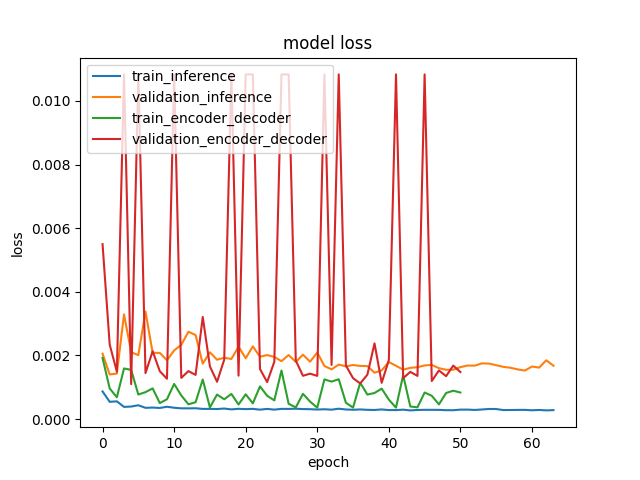 model loss
train_inference
validation_inference
train_encoder_decoder
validation_encoder_decoder
0.010
0.008
0.006
0.004
0.002
0.000
loss
0 10 20 30 40 50 60
epoch